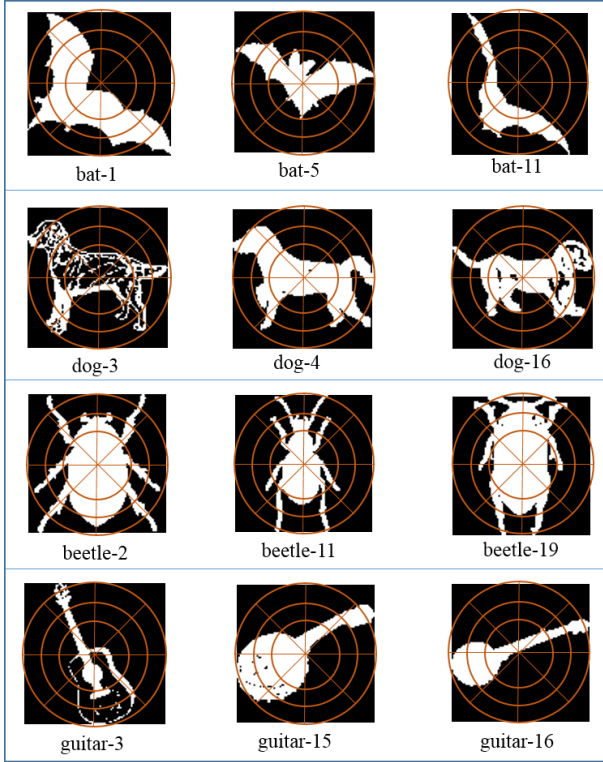 bat-1 bat-5 bat-11
dog-3 dog-4 dog-16
beetle-2 beetle-11 beetle-19
guitar-3 guitar-15 guitar-16